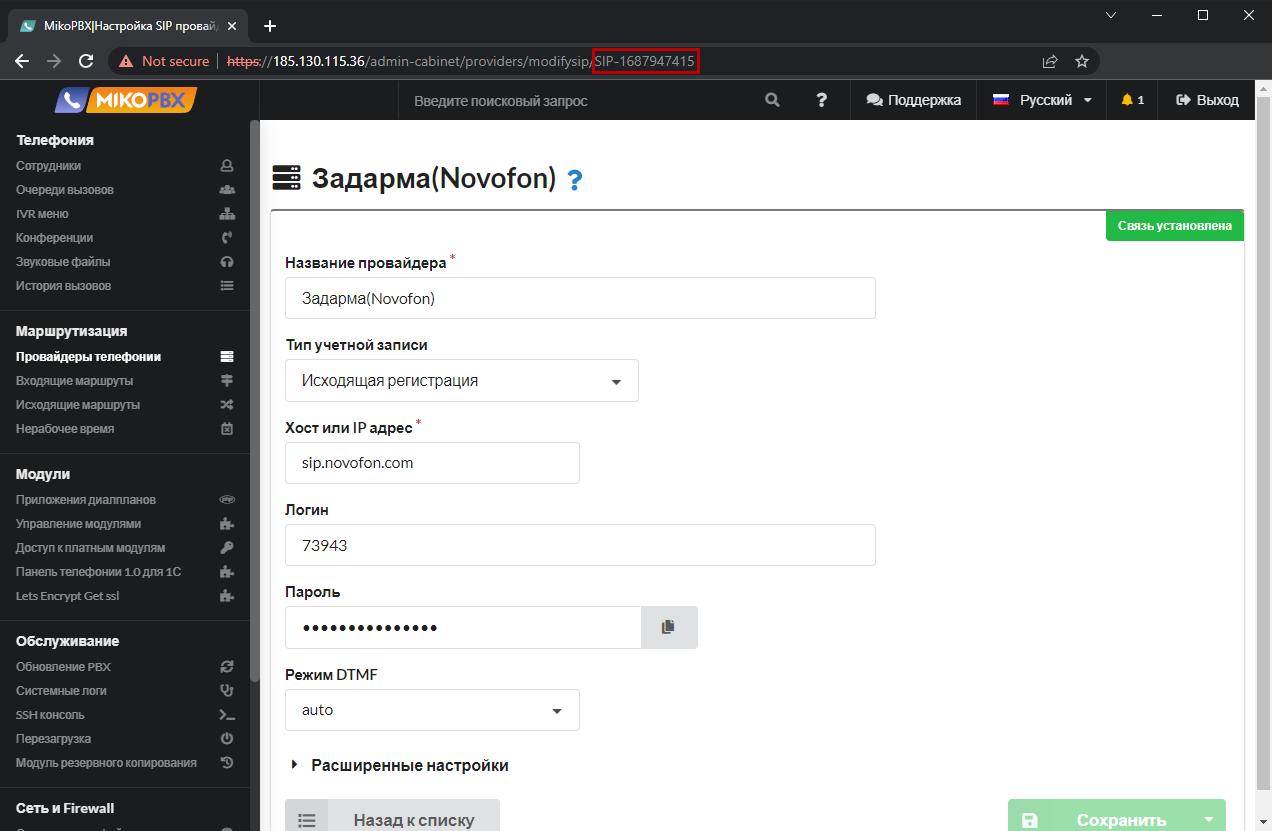 MikoPBX|Настройка SIP провай
Not secure
https://185.130.115.36/admin-cabinet/providers/modifysip/SIP-1687947415
MIKOPBX
Введите поисковый запрос
?
Поддержка
Русский
1
Выход
Телефония
Сотрудники
Очереди вызовов
IVR меню
Конференции
Звуковые файлы
История вызовов
Маршрутизация
Провайдеры телефонии
Входящие маршруты
Исходящие маршруты
Нерабочее время
Модули
Приложения диалпланов
Управление модулями
Доступ к платным модулям
Панель телефонии 1.0 для 1С
Lets Encrypt Get ssl
Обслуживание
Обновление PBX
Системные логи
SSH консоль
Перезагрузка
Модуль резервного копирования
Сеть и Firewall
Задарма(Novofon) ?
Связь установлена
Название провайдера *
Задарма(Novofon)
Тип учетной записи
Исходящая регистрация
Хост или IP адрес *
sip.novofon.com
Логин
73943
Пароль
•••••••••••••••
Режим DTMF
auto
Расширенные настройки
Назад к списку
Сохранить